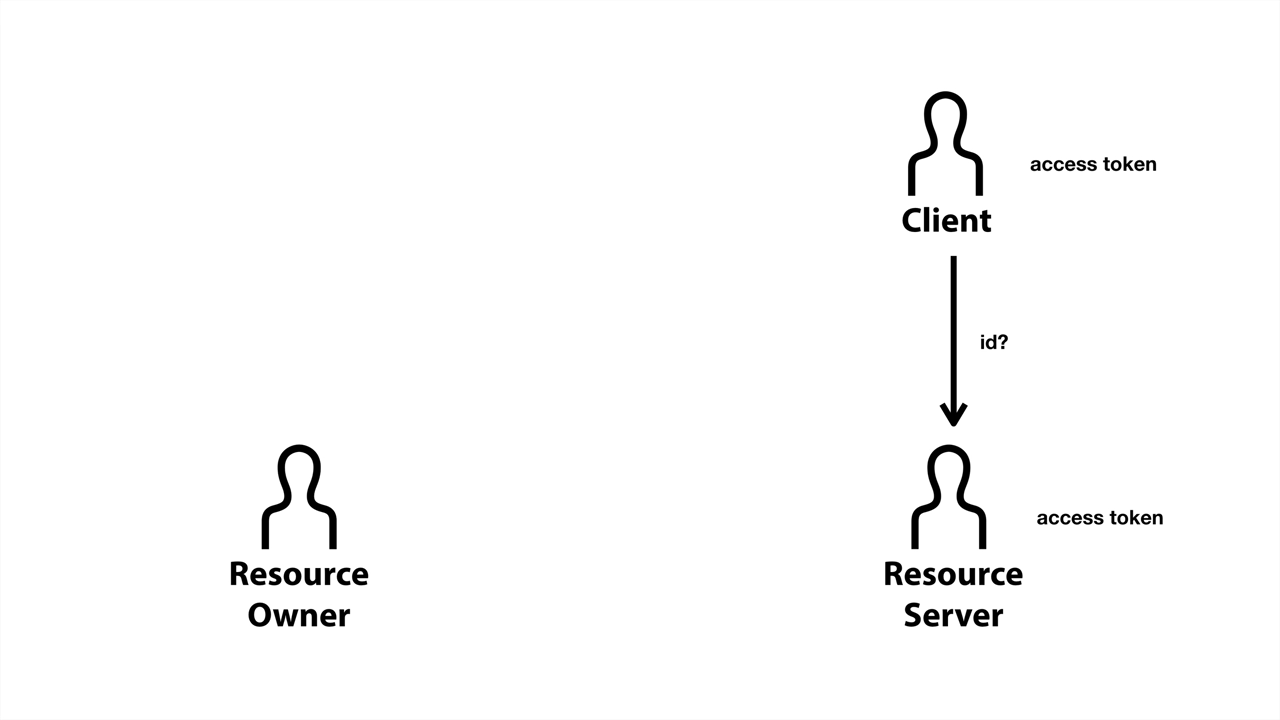 access token
Client
id?
access token
Resource
Owner
Resource
Server